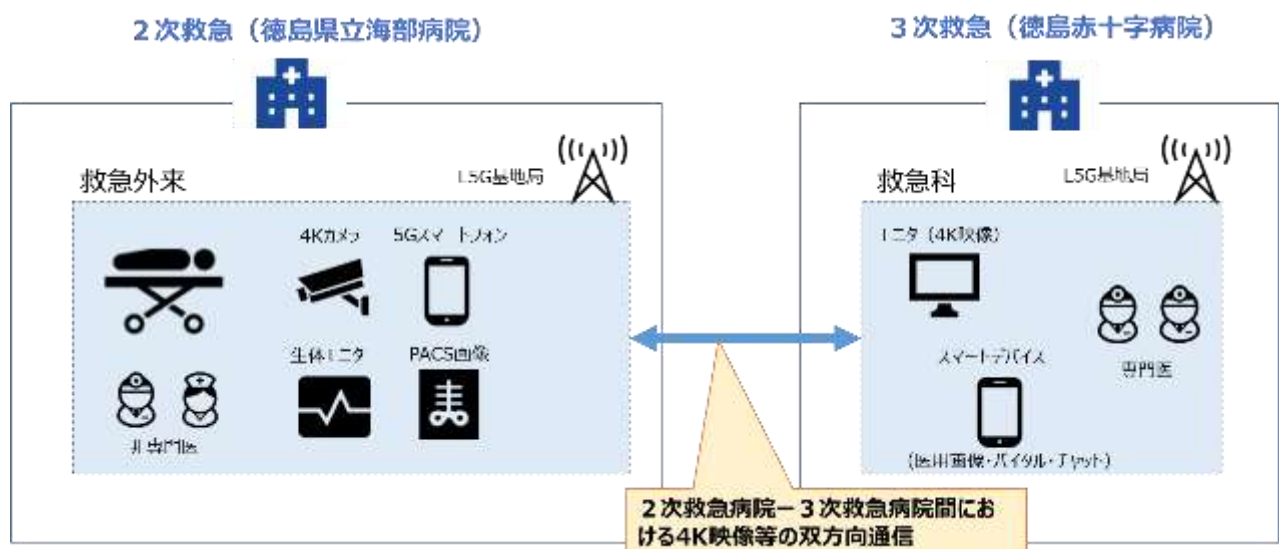 2次救急（徳島県立海部病院）
3次救急（徳島赤十字病院）
救急外来
L5G基地局
4Kカメラ
5Gスマートフォン
生体モニタ
PACS画像
非専門医
救急科
L5G基地局
モニタ（4K映像）
スマートデバイス
専門医
(医用画像・バイタル・チャット)
2次救急病院ー3次救急病院間にお
ける4K映像等の双方向通信